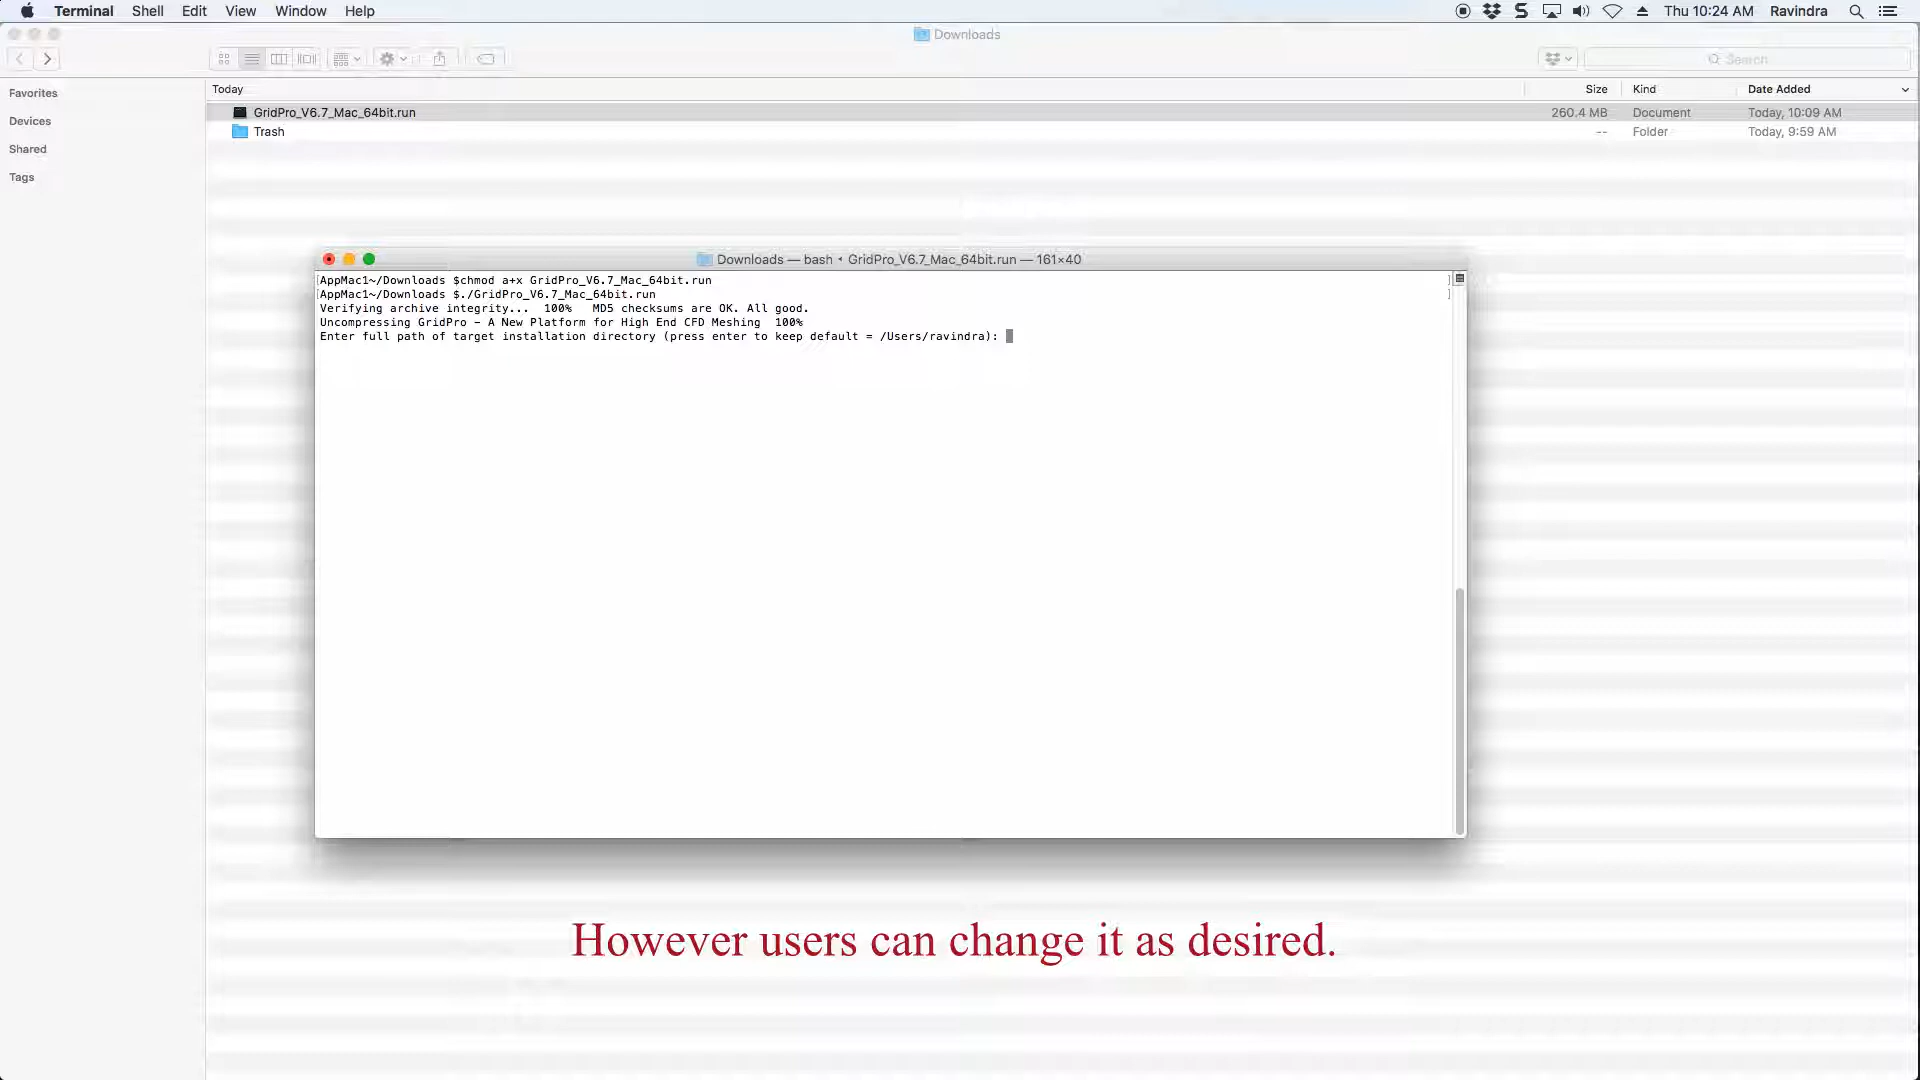 Terminal Shell Edit View Window Help Thu 10:24 AM Ravindra
Downloads
Search
Favorites
Devices
Shared
Tags
Today Size Kind Date Added
GridPro_V6.7_Mac_64bit.run 260.4 MB Document Today, 10:09 AM
Trash -- Folder Today, 9:59 AM
Downloads — bash • GridPro_V6.7_Mac_64bit.run — 161×40
[AppMac1~/Downloads $chmod a+x GridPro_V6.7_Mac_64bit.run ]
[AppMac1~/Downloads $./GridPro_V6.7_Mac_64bit.run ]
Verifying archive integrity... 100% MD5 checksums are OK. All good.
Uncompressing GridPro – A New Platform for High End CFD Meshing 100%
Enter full path of target installation directory (press enter to keep default = /Users/ravindra):
However users can change it as desired.